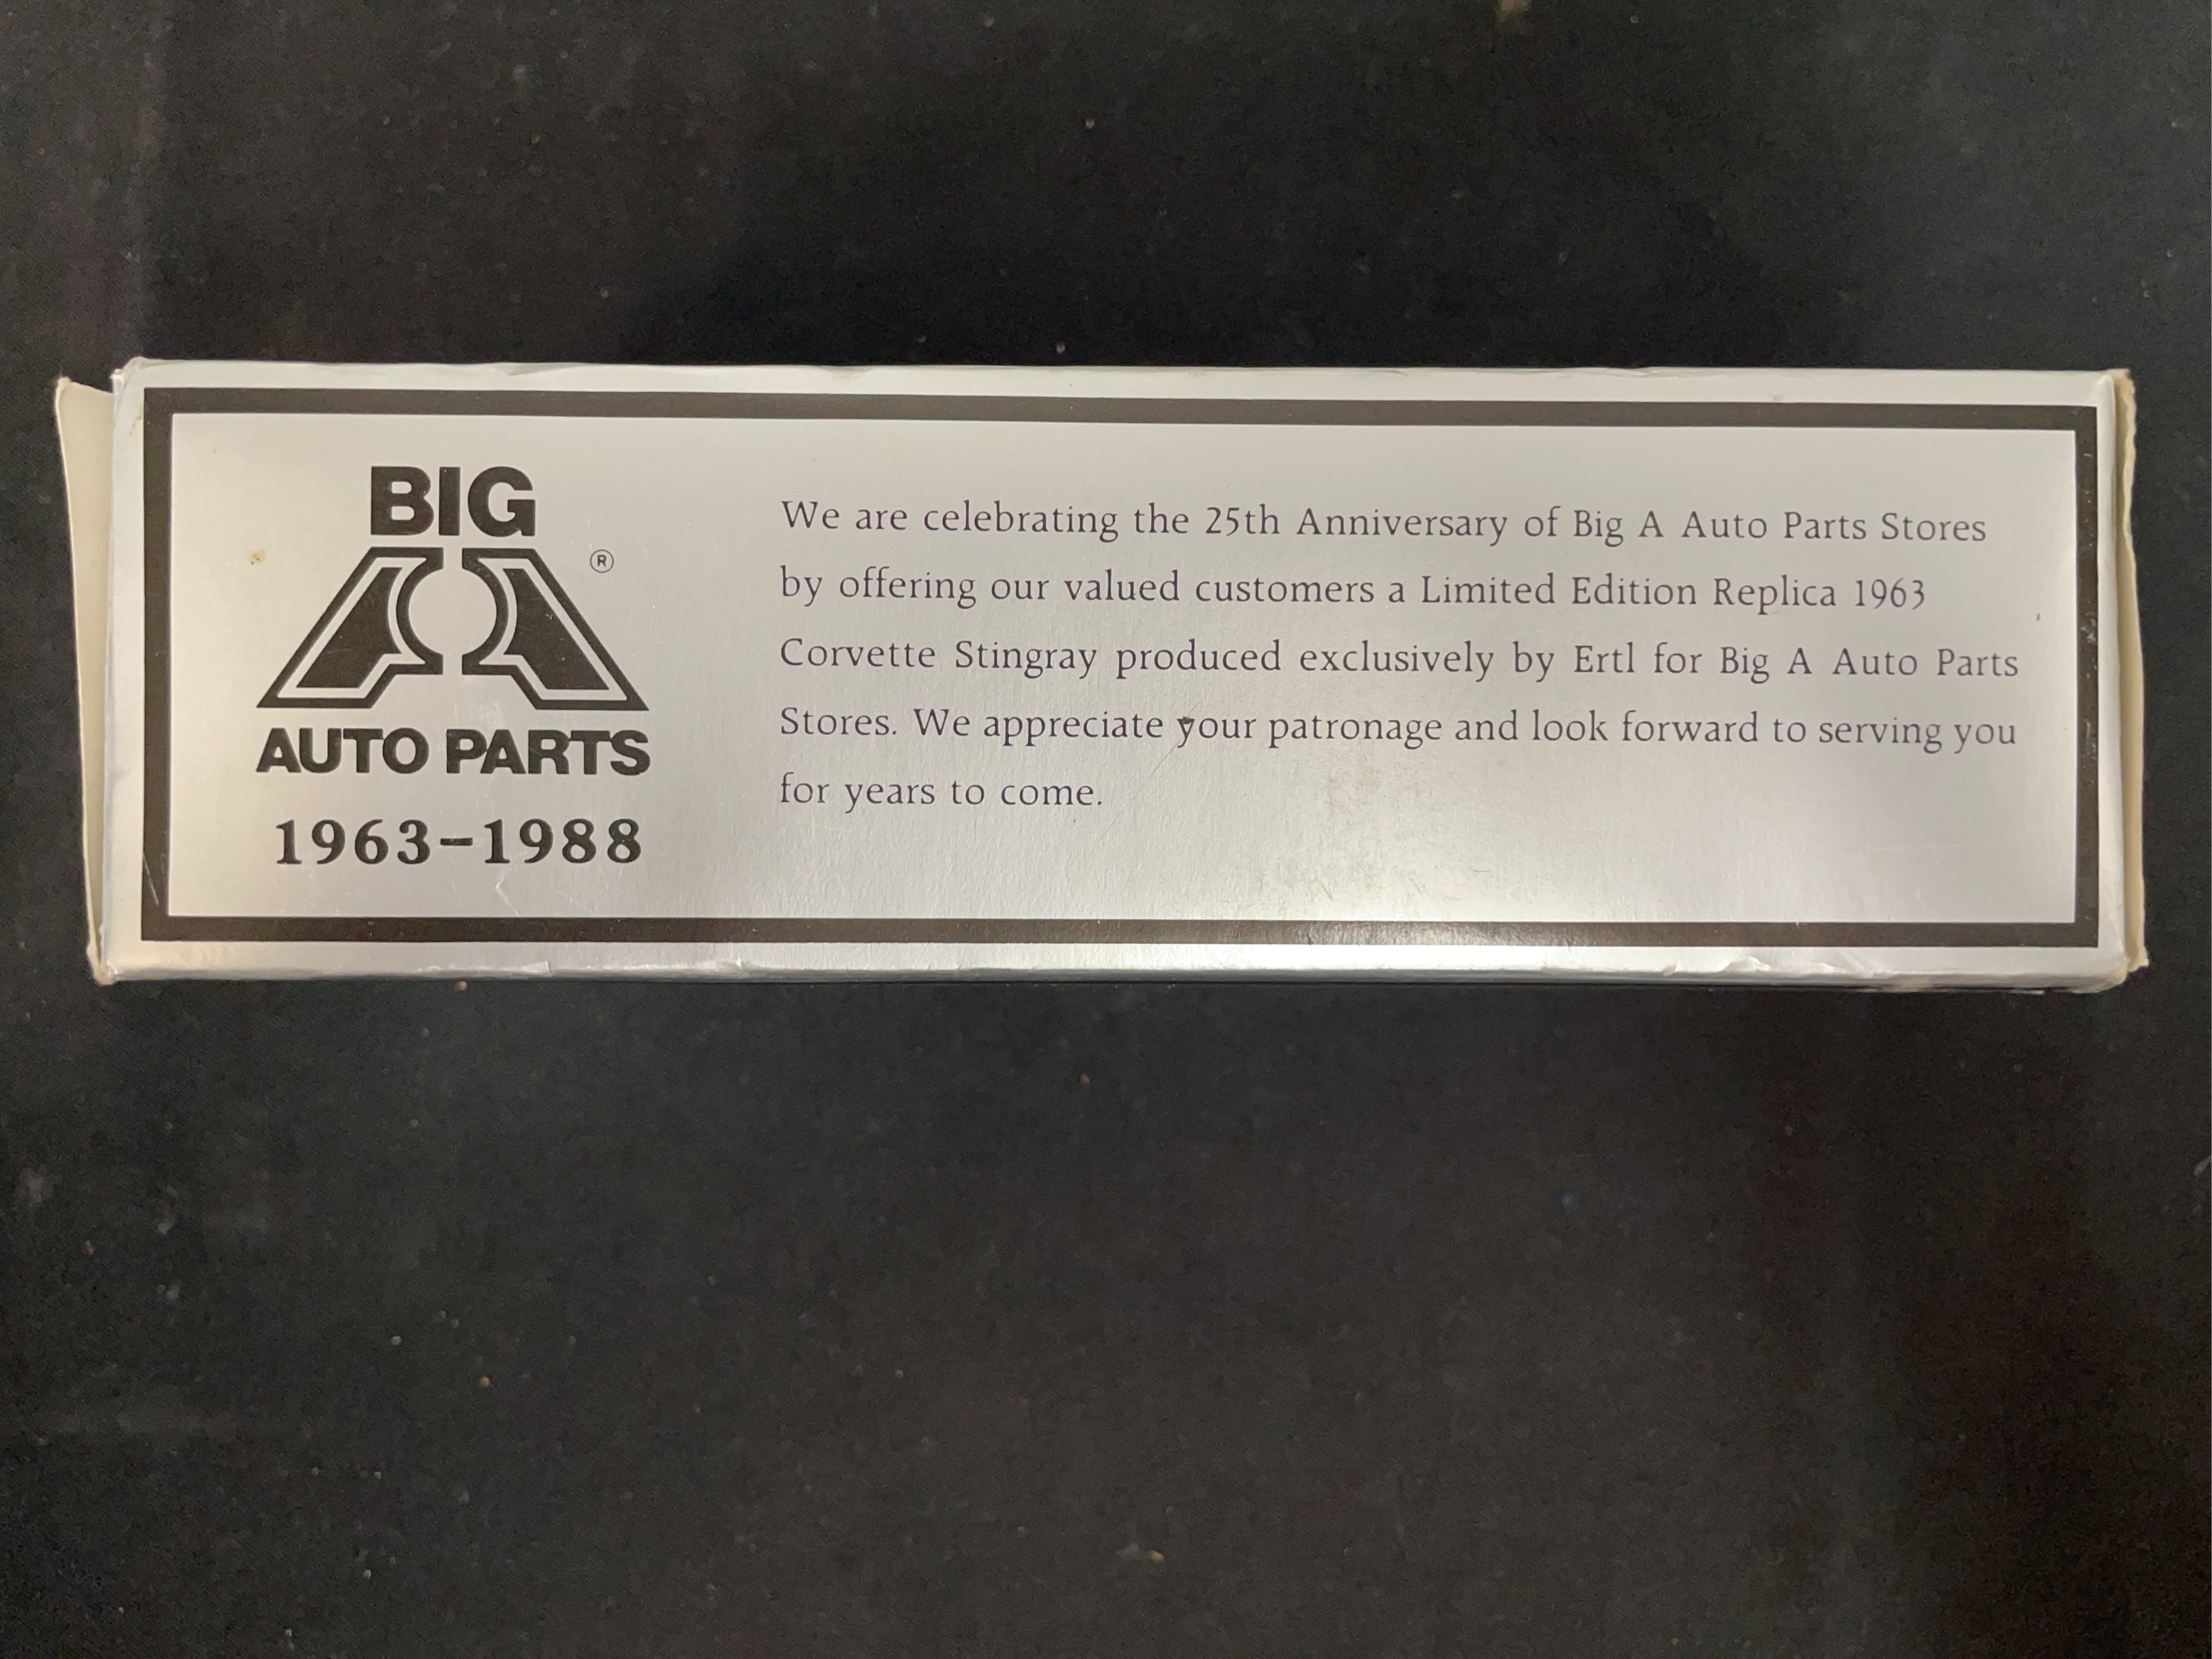 BIG
A ®
AUTO PARTS
1963-1988
We are celebrating the 25th Anniversary of Big A Auto Parts Stores
by offering our valued customers a Limited Edition Replica 1963
Corvette Stingray produced exclusively by Ertl for Big A Auto Parts
Stores. We appreciate your patronage and look forward to serving you
for years to come.